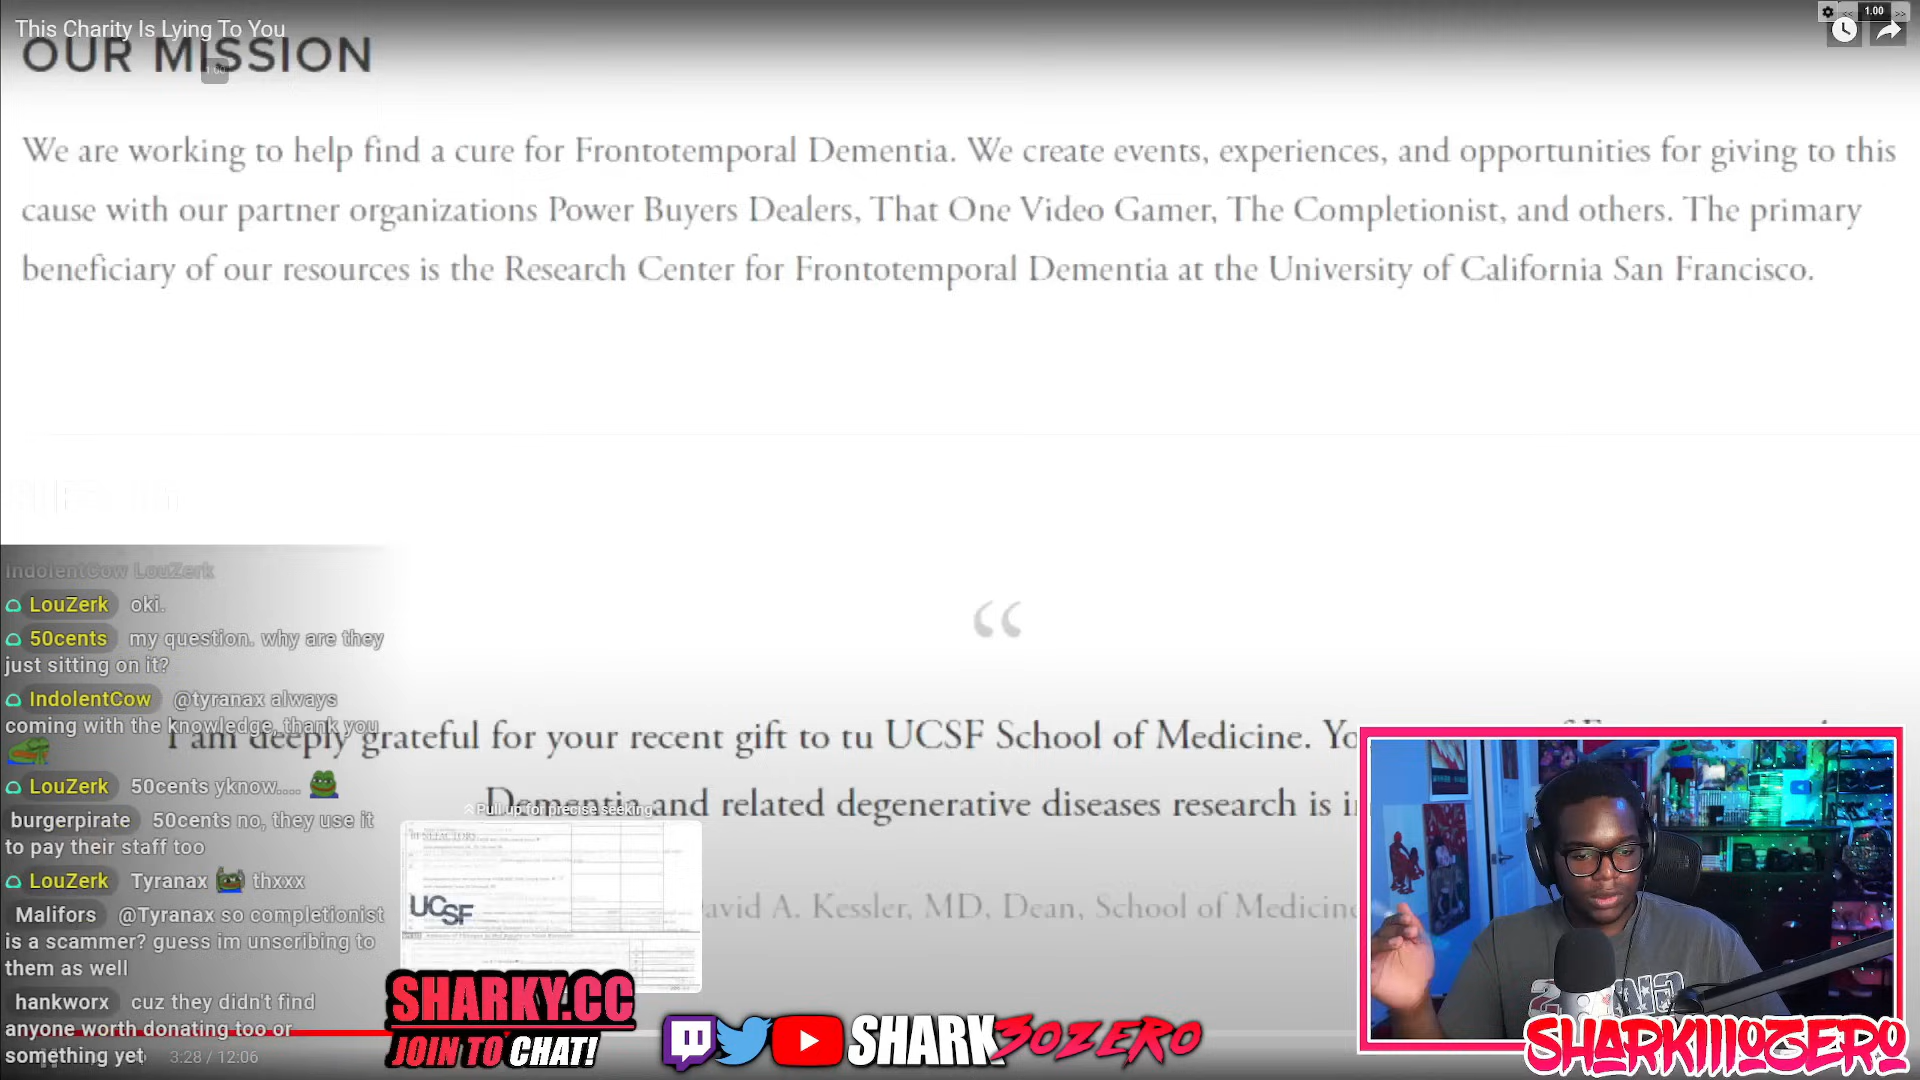 This Charity Is Lying To You
1.00
OUR MISSION
We are working to help find a cure for Frontotemporal Dementia. We create events, experiences, and opportunities for giving to this
cause with our partner organizations Power Buyers Dealers, That One Video Gamer, The Completionist, and others. The primary
beneficiary of our resources is the Research Center for Frontotemporal Dementia at the University of California San Francisco.
“
I am deeply grateful for your recent gift to tu UCSF School of Medicine.
Dementia and related degenerative diseases research is
David A. Kessler, MD, Dean, School of Medicine
IndolentCow LouZerk
LouZerk oki.
50cents my question. why are they
just sitting on it?
IndolentCow @tyranax always
coming with the knowledge, thank you
LouZerk 50cents yknow....
burgerpirate 50cents no, they use it
to pay their staff too
LouZerk Tyranax thxxx
Malifors @Tyranax so completionist
is a scammer? guess im unscribing to
them as well
hankworx cuz they didn't find
anyone worth donating too or
something yet
3:28 / 12:06
Pull up for precise seeking
UCSF
SHARKY.CC
JOIN TO CHAT!
SHARK30ZERO
SHARKIIIOZERO